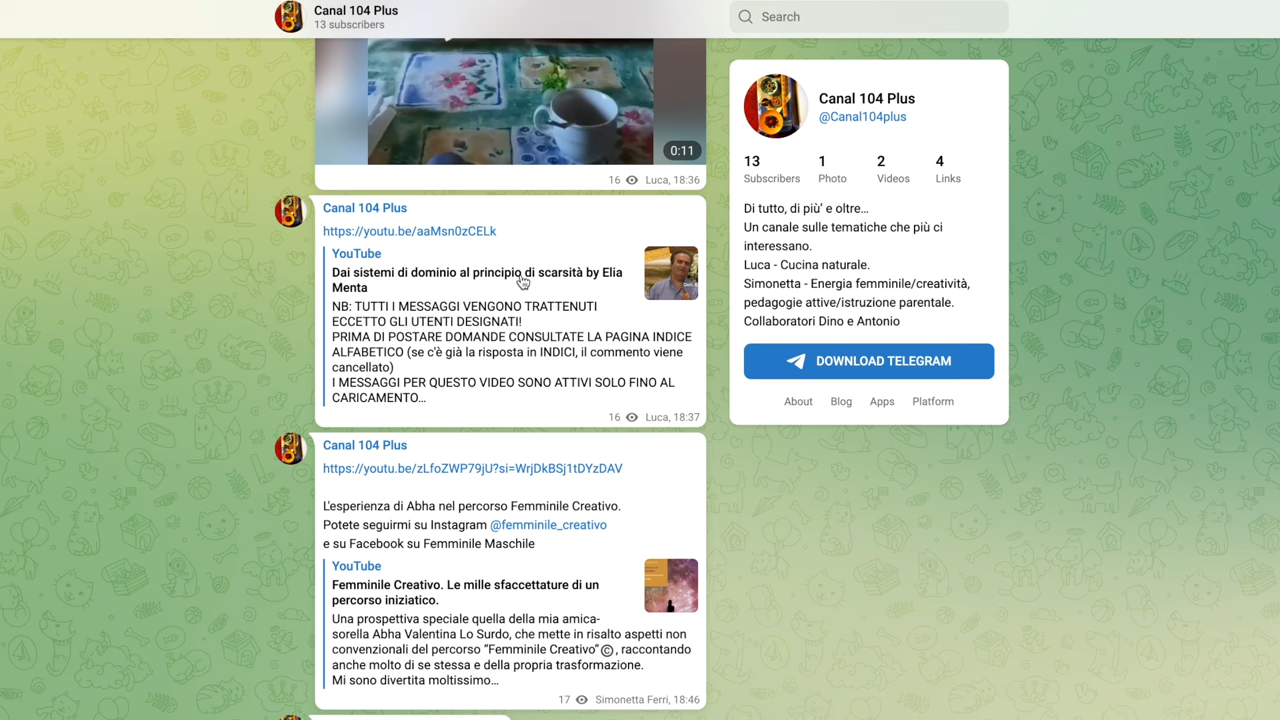 Canal 104 Plus
13 subscribers
Search
0:11
16 Luca, 18:36
Canal 104 Plus
https://youtu.be/aaMsn0zCELk
YouTube
Dai sistemi di dominio al principio di scarsità by Elia
Menta
NB: TUTTI I MESSAGGI VENGONO TRATTENUTI
ECCETTO GLI UTENTI DESIGNATI!
PRIMA DI POSTARE DOMANDE CONSULTATE LA PAGINA INDICE
ALFABETICO (se c'è già la risposta in INDICI, il commento viene
cancellato)
I MESSAGGI PER QUESTO VIDEO SONO ATTIVI SOLO FINO AL
CARICAMENTO…
16 Luca, 18:37
Canal 104 Plus
https://youtu.be/zLfoZWP79jU?si=WrjDkBSj1tDYzDAV
L'esperienza di Abha nel percorso Femminile Creativo.
Potete seguirmi su Instagram @femminile_creativo
e su Facebook su Femminile Maschile
YouTube
Femminile Creativo. Le mille sfaccettature di un
percorso iniziatico.
Una prospettiva speciale quella della mia amica-
sorella Abha Valentina Lo Surdo, che mette in risalto aspetti non
convenzionali del percorso “Femminile Creativo”©, raccontando
anche molto di se stessa e della propria trasformazione.
Mi sono divertita moltissimo…
17 Simonetta Ferri, 18:46
Canal 104 Plus
@Canal104plus
13 1 2 4
Subscribers Photo Videos Links
Di tutto, di più' e oltre…
Un canale sulle tematiche che più ci
interessano.
Luca - Cucina naturale.
Simonetta - Energia femminile/creatività,
pedagogie attive/istruzione parentale.
Collaboratori Dino e Antonio
DOWNLOAD TELEGRAM
About Blog Apps Platform